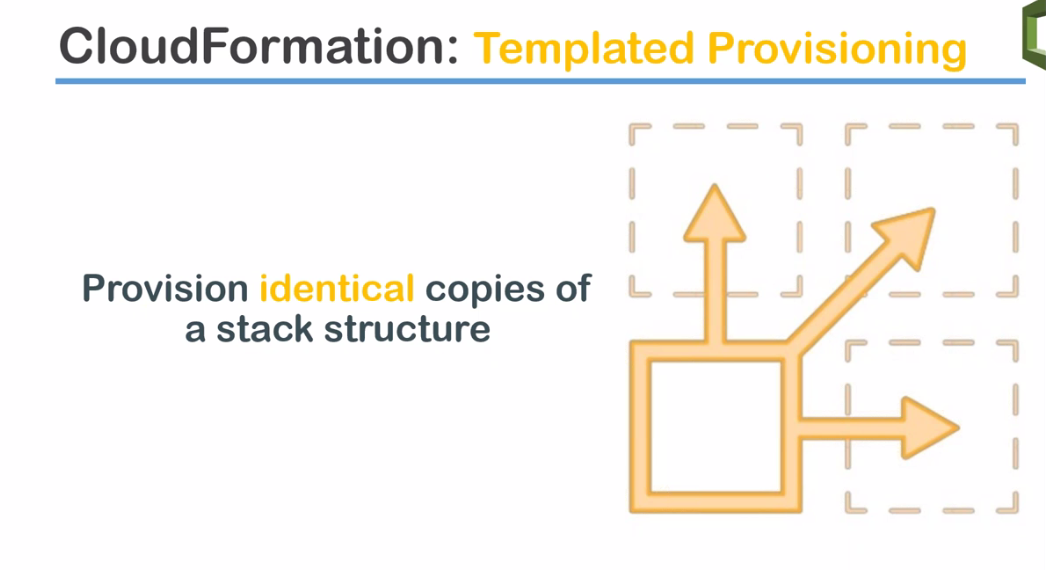 CloudFormation: Templated Provisioning
Provision identical copies of
a stack structure